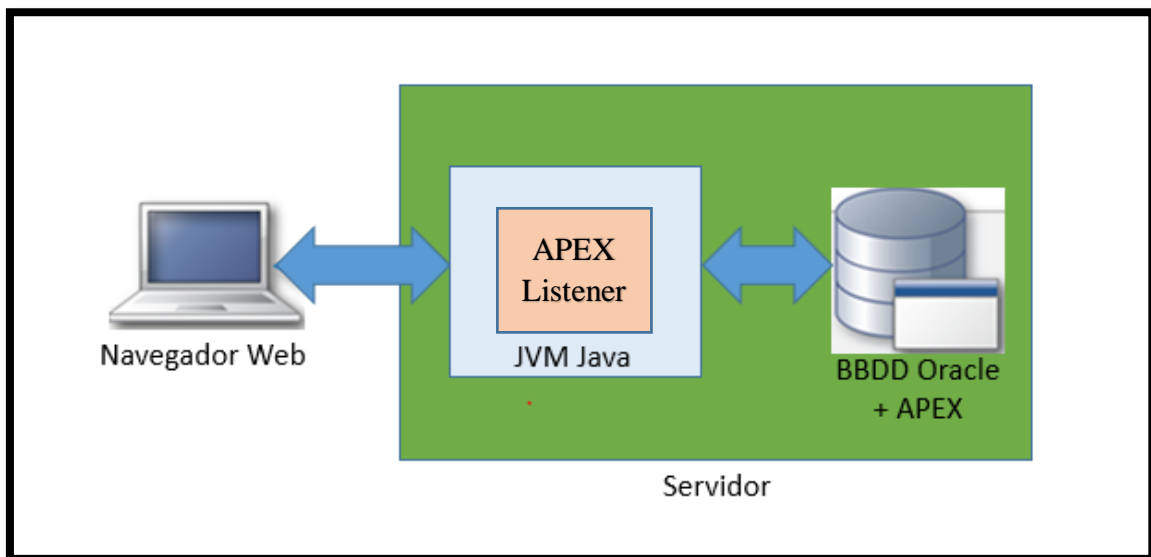 APEX
Listener
Navegador Web
JVM Java
BBDD Oracle
+ APEX
Servidor